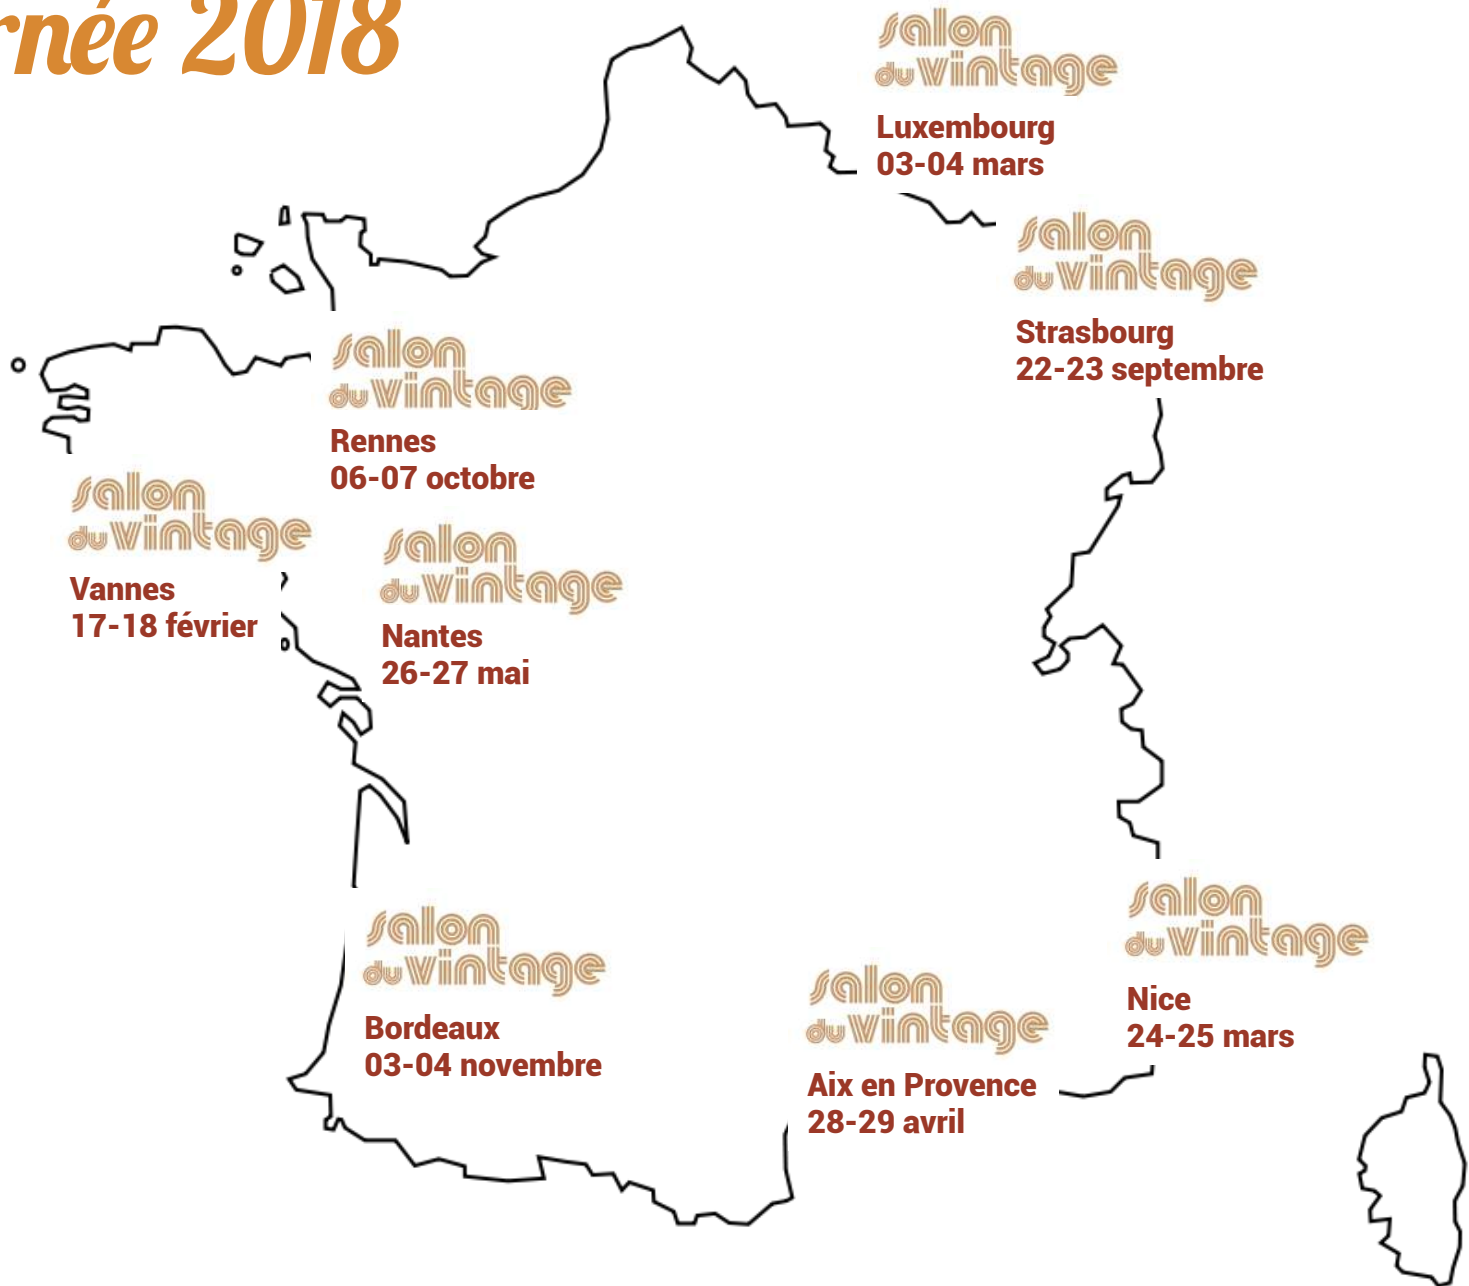 rnée 2018
salon
du vintage
Luxembourg
03-04 mars
salon
du vintage
Strasbourg
22-23 septembre
salon
du vintage
Rennes
06-07 octobre
salon
du vintage
Vannes
17-18 février
salon
du vintage
Nantes
26-27 mai
salon
du vintage
Bordeaux
03-04 novembre
salon
du vintage
Aix en Provence
28-29 avril
salon
du vintage
Nice
24-25 mars